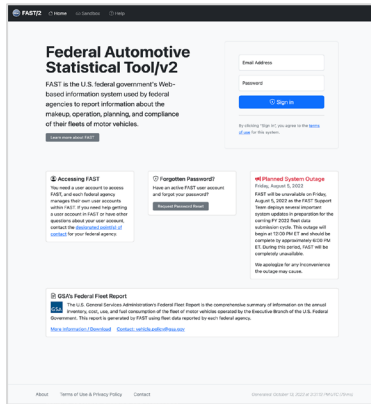 FAST/2 Home Sandbox Help
Federal Automotive
Statistical Tool/v2
FAST is the U.S. federal government's Web-
based information system used by federal
agencies to report information about the
makeup, operation, planning, and compliance
of their fleets of motor vehicles.
Learn more about FAST
Email Address
Password
Sign in
By clicking "Sign in", you agree to the terms
of use for this system.
Accessing FAST
You need a user account to access
FAST, and each federal agency
manages their own user accounts
within FAST. If you need help getting
a user account in FAST or have other
questions about your user account,
contact the designated point(s) of
contact for your federal agency.
Forgotten Password?
Have an active FAST user account
and forgot your password?
Request Password Reset
Planned System Outage
Friday, August 5, 2022
FAST will be unavailable on Friday,
August 5, 2022 as the FAST Support
Team deploys several important
system updates in preparation for the
coming FY 2022 fleet data
submission cycle. This outage will
begin at 12:00 PM ET and should be
complete by approximately 6:00 PM
ET. During this period, FAST will be
completely unavailable.
We apologize for any inconvenience
the outage may cause.
GSA's Federal Fleet Report
GSA
The U.S. General Services Administration's Federal Fleet Report is the comprehensive summary of information on the annual
inventory, cost, use, and fuel consumption of the fleet of motor vehicles operated by the Executive Branch of the U.S. Federal
Government. This report is generated by FAST using fleet data reported by each federal agency.
More information / Download Contact: vehicle.policy@gsa.gov
About Terms of Use & Privacy Policy Contact